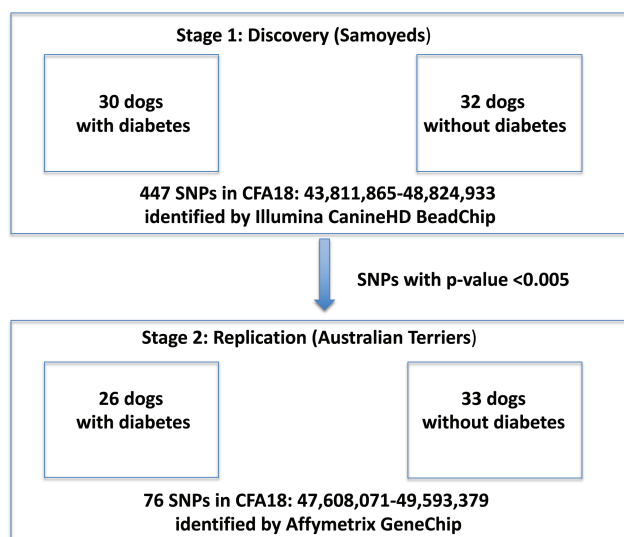 Stage 1: Discovery (Samoyeds)
30 dogs
with diabetes
32 dogs
without diabetes
447 SNPs in CFA18: 43,811,865-48,824,933
identified by Illumina CanineHD BeadChip
SNPs with p-value <0.005
Stage 2: Replication (Australian Terriers)
26 dogs
with diabetes
33 dogs
without diabetes
76 SNPs in CFA18: 47,608,071-49,593,379
identified by Affymetrix GeneChip